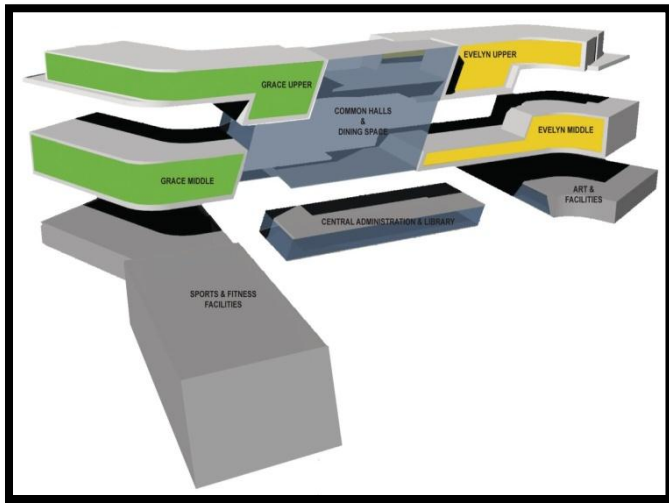 GRACE UPPER
EVELYN UPPER
COMMON HALLS
&
DINING SPACE
EVELYN MIDDLE
GRACE MIDDLE
ART &
FACILITIES
CENTRAL ADMINISTRATION & LIBRARY
SPORTS & FITNESS
FACILITIES